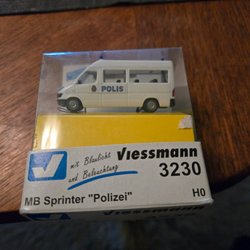 POLIS
mit Blaulicht
und Beleuchtung
Viessmann
3230
MB Sprinter "Polizei"
H0